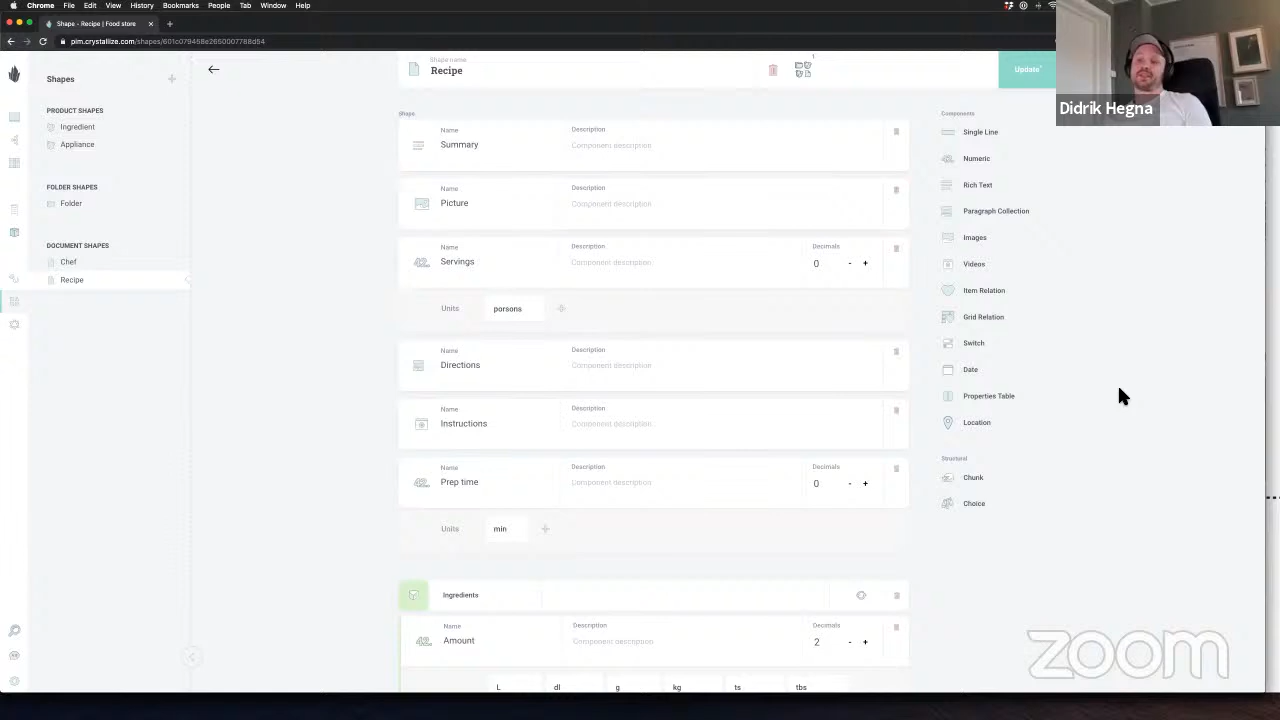 Chrome File Edit View History Bookmarks People Tab Window Help
Shape - Recipe | Food store
pim.crystallize.com/shapes/601c079458e2650007788d54
Shapes
PRODUCT SHAPES
Ingredient
Appliance
FOLDER SHAPES
Folder
DOCUMENT SHAPES
Chef
Recipe
Shape name
Recipe
1
Update*
Didrik Hegna
Shape
Name Description
Summary Component description
Name Description
Picture Component description
Name Description Decimals
Servings Component description 0 - +
Units porsons
Name Description
Directions Component description
Name Description
Instructions Component description
Name Description Decimals
Prep time Component description 0 - +
Units min
Ingredients
Name Description Decimals
Amount Component description 2 - +
L dl g kg ts tbs
Components
Single Line
Numeric
Rich Text
Paragraph Collection
Images
Videos
Item Relation
Grid Relation
Switch
Date
Properties Table
Location
Structural
Chunk
Choice
zoom